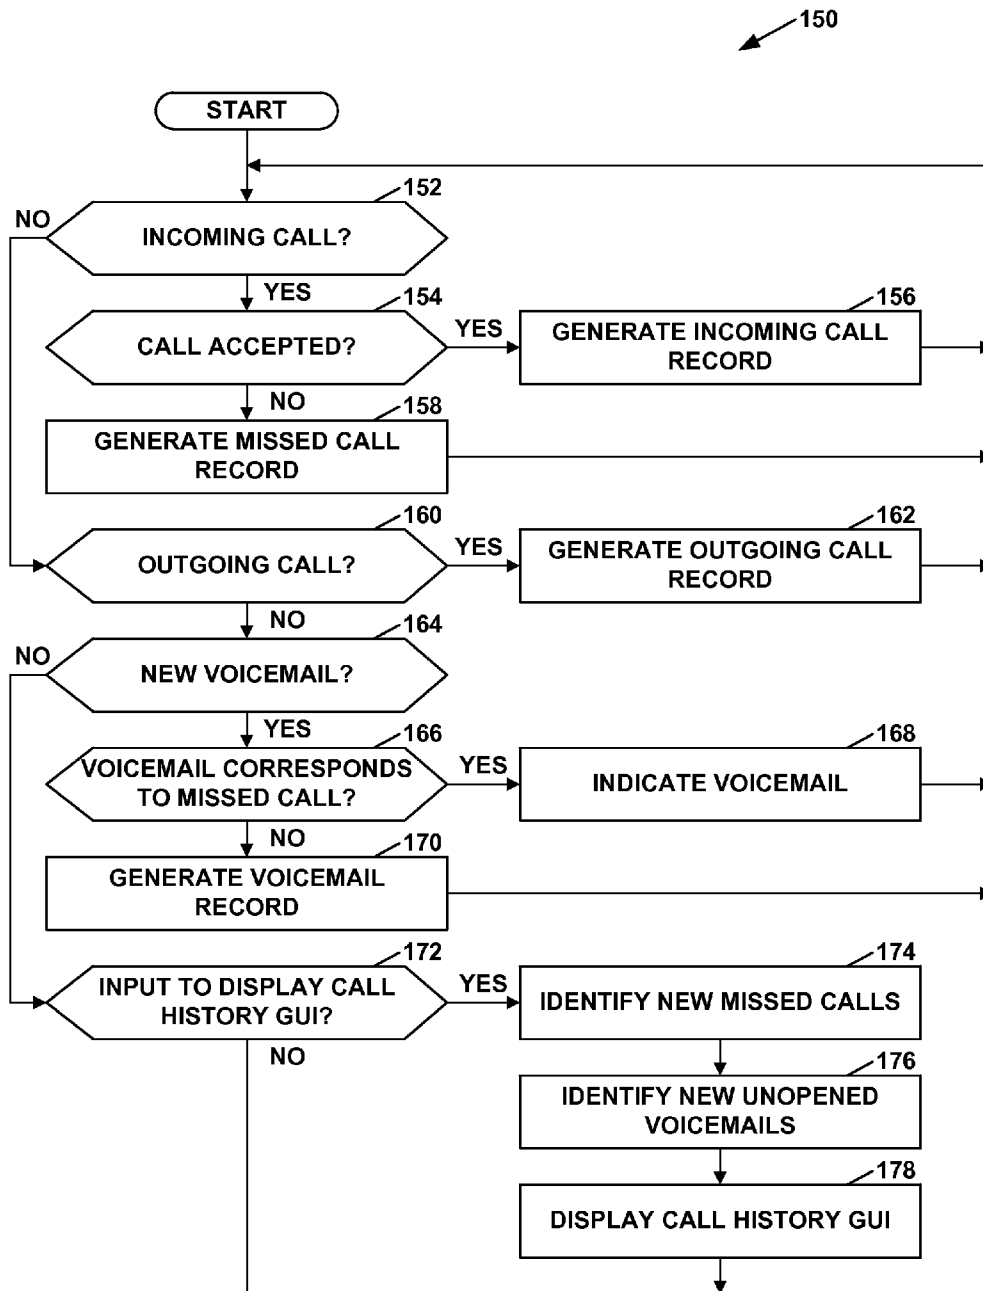 150
START
152
NO
INCOMING CALL?
YES
154
156
CALL ACCEPTED?
YES
GENERATE INCOMING CALL
RECORD
NO
158
GENERATE MISSED CALL
RECORD
160
162
OUTGOING CALL?
YES
GENERATE OUTGOING CALL
RECORD
NO
164
NO
NEW VOICEMAIL?
YES
166
168
VOICEMAIL CORRESPONDS
TO MISSED CALL?
YES
INDICATE VOICEMAIL
NO
170
GENERATE VOICEMAIL
RECORD
172
174
INPUT TO DISPLAY CALL
HISTORY GUI?
YES
IDENTIFY NEW MISSED CALLS
NO
176
IDENTIFY NEW UNOPENED
VOICEMAILS
178
DISPLAY CALL HISTORY GUI